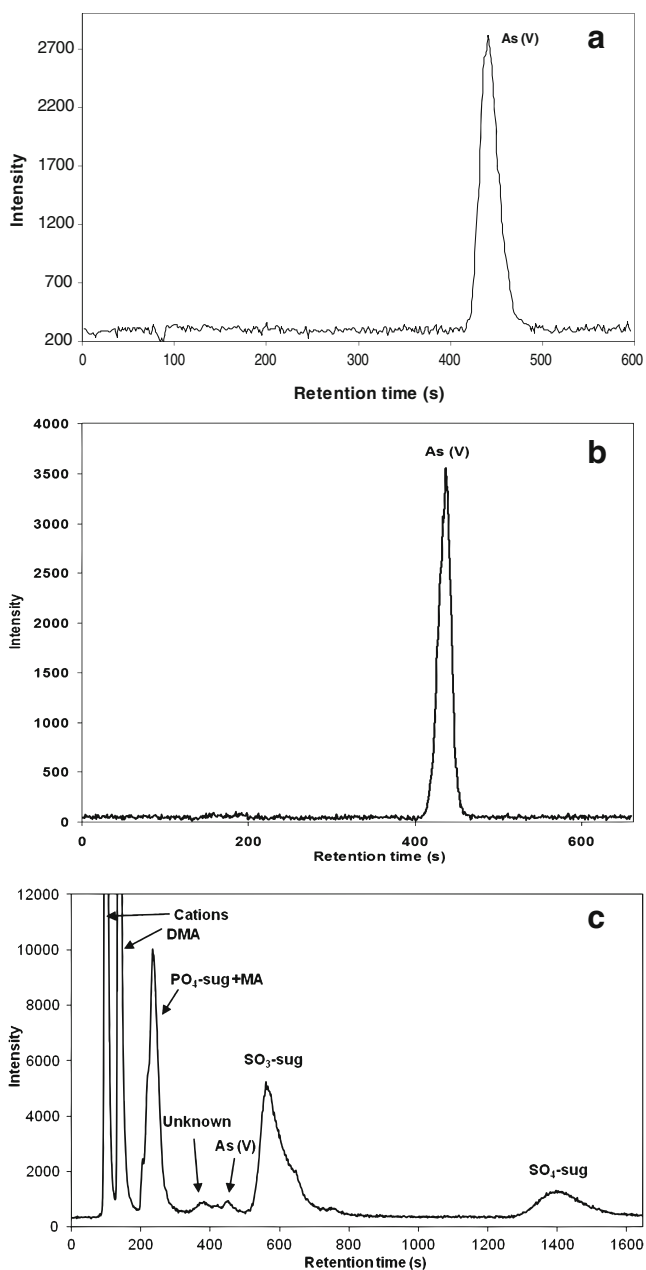 a
As (V)
2700
2200
1700
1200
700
200
Intensity
0 100 200 300 400 500 600
Retention time (s)
b
As (V)
4000
3500
3000
2500
2000
1500
1000
500
0
Intensity
0 200 400 600
Retention time (s)
c
12000
10000
8000
6000
4000
2000
0
Intensity
Cations
DMA
PO₄-sug+MA
SO₃-sug
Unknown
As (V)
SO₄-sug
0 200 400 600 800 1000 1200 1400 1600
Retention time (s)